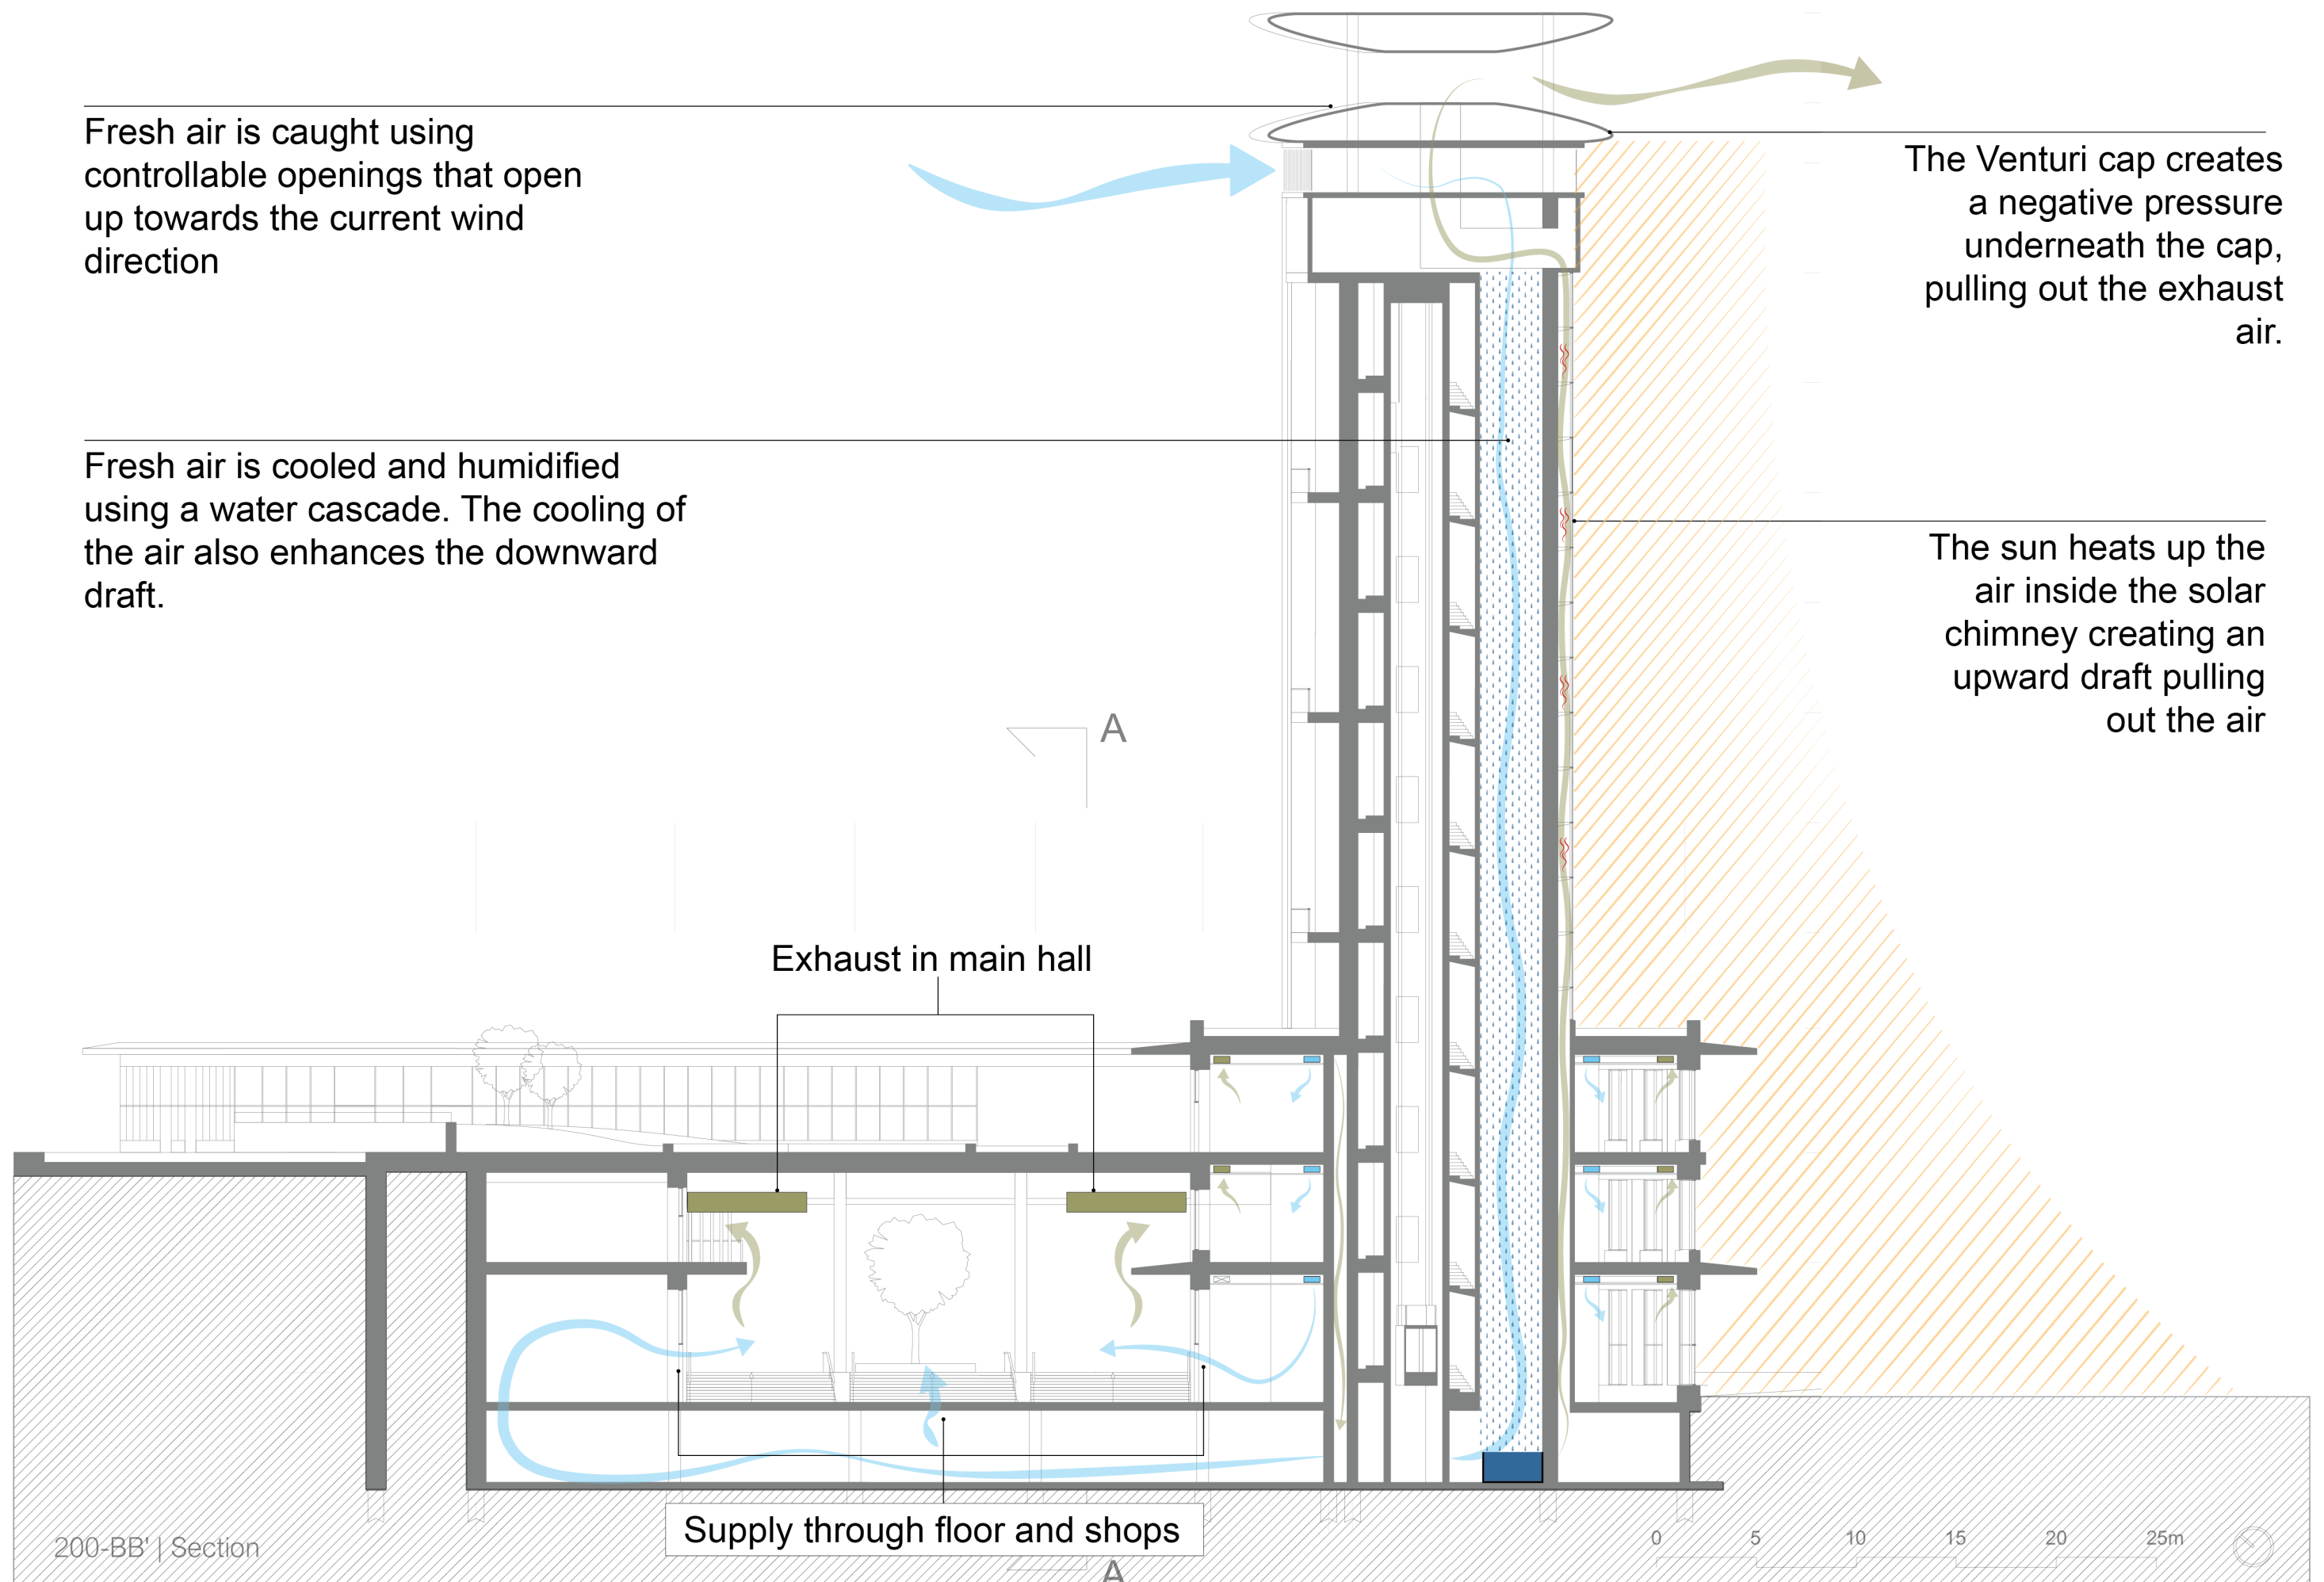 Fresh air is caught using
controllable openings that open
up towards the current wind
direction
The Venturi cap creates
a negative pressure
underneath the cap,
pulling out the exhaust
air.
Fresh air is cooled and humidified
using a water cascade. The cooling of
the air also enhances the downward
draft.
The sun heats up the
air inside the solar
chimney creating an
upward draft pulling
out the air
A
Exhaust in main hall
Supply through floor and shops
200-BB' | Section
0 5 10 15 20 25m
A